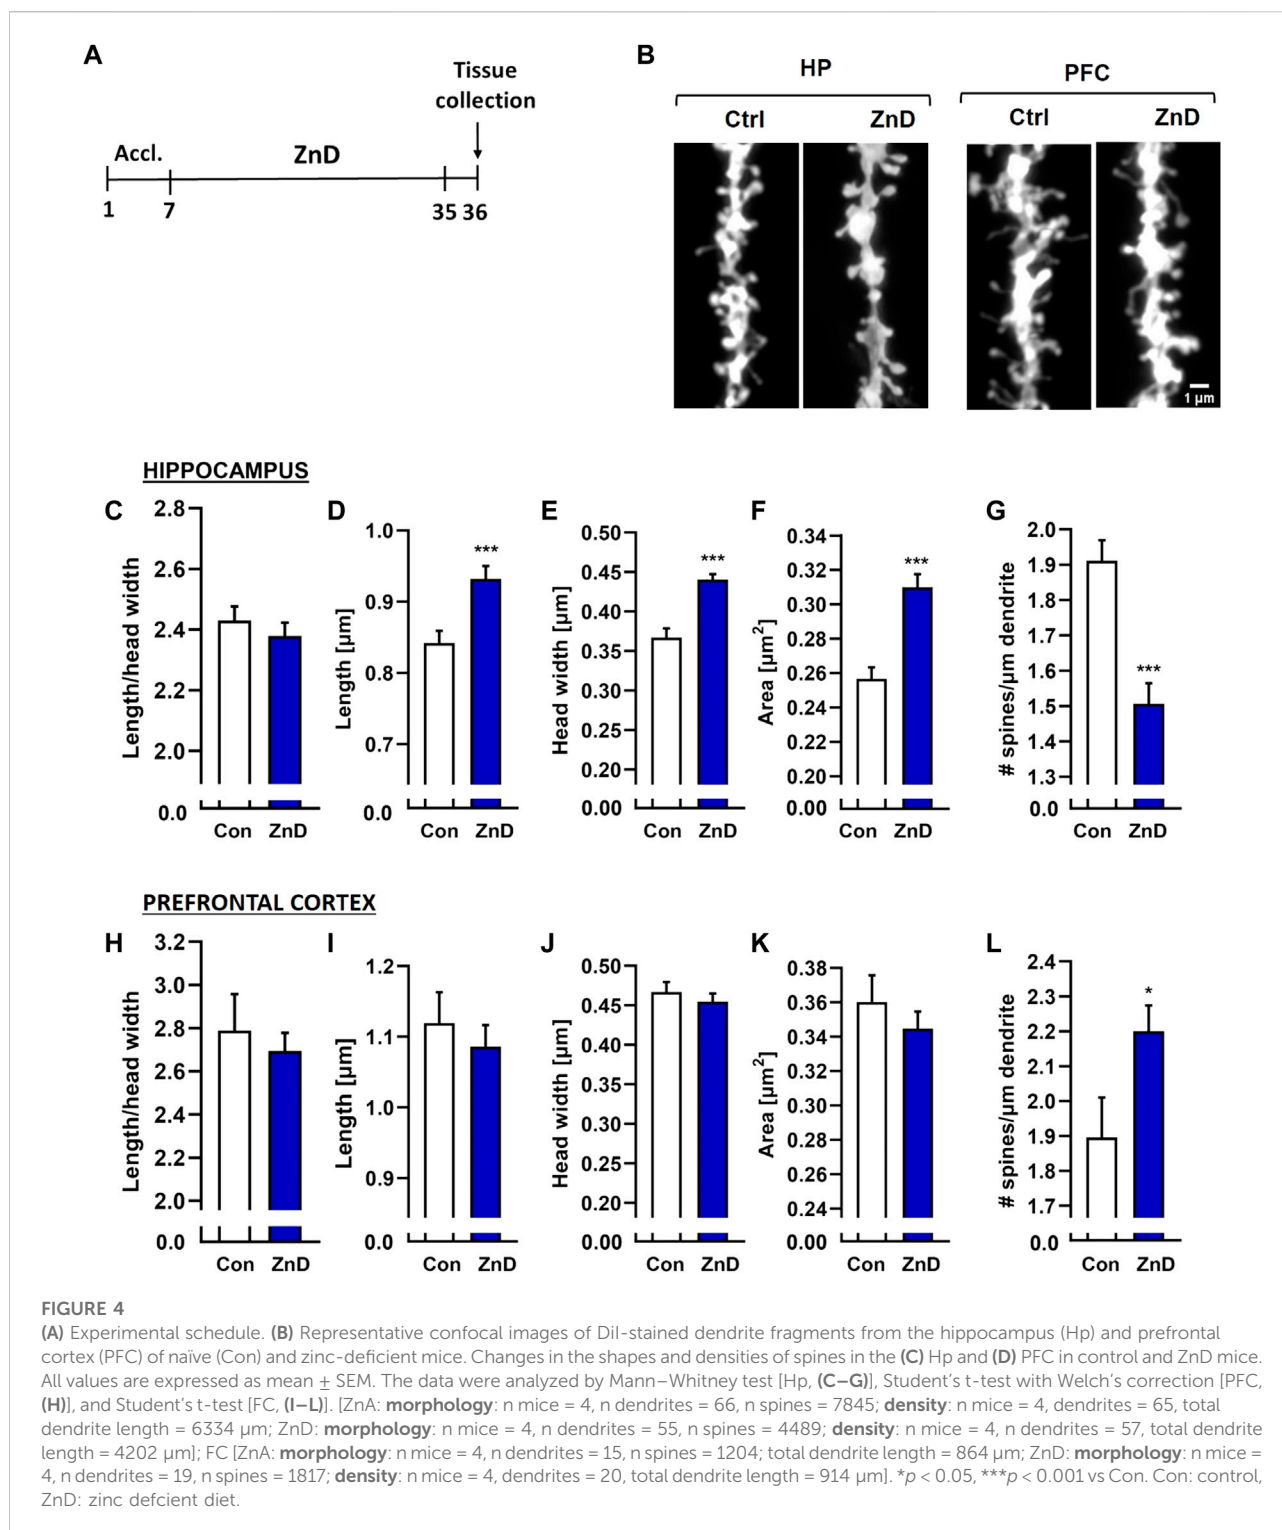 A
Tissue
collection
Accl.
ZnD
1 7 35 36
B
HP
PFC
Ctrl ZnD Ctrl ZnD
1 µm
HIPPOCAMPUS
C
Length/head width
2.8
2.6
2.4
2.2
2.0
0.0
Con ZnD
D
Length [µm]
1.0
0.9
0.8
0.7
0.0
***
Con ZnD
E
Head width [µm]
0.50
0.45
0.40
0.35
0.30
0.25
0.20
0.00
***
Con ZnD
F
Area [µm²]
0.34
0.32
0.30
0.28
0.26
0.24
0.22
0.20
0.00
***
Con ZnD
G
# spines/µm dendrite
2.0
1.9
1.8
1.7
1.6
1.5
1.4
1.3
0.0
***
Con ZnD
PREFRONTAL CORTEX
H
Length/head width
3.2
3.0
2.8
2.6
2.4
2.2
2.0
0.0
Con ZnD
I
Length [µm]
1.2
1.1
1.0
0.9
0.0
Con ZnD
J
Head width [µm]
0.50
0.45
0.40
0.35
0.30
0.25
0.20
0.00
Con ZnD
K
Area [µm²]
0.38
0.36
0.34
0.32
0.30
0.28
0.26
0.24
0.00
Con ZnD
L
# spines/µm dendrite
2.4
2.3
2.2
2.1
2.0
1.9
1.8
1.7
0.0
*
Con ZnD
FIGURE 4
(A) Experimental schedule. (B) Representative confocal images of DiI-stained dendrite fragments from the hippocampus (Hp) and prefrontal
cortex (PFC) of naïve (Con) and zinc-deficient mice. Changes in the shapes and densities of spines in the (C) Hp and (D) PFC in control and ZnD mice.
All values are expressed as mean ± SEM. The data were analyzed by Mann–Whitney test [Hp, (C–G)], Student's t-test with Welch's correction [PFC,
(H)], and Student's t-test [FC, (I–L)]. [ZnA: morphology: n mice = 4, n dendrites = 66, n spines = 7845; density: n mice = 4, dendrites = 65, total
dendrite length = 6334 µm; ZnD: morphology: n mice = 4, n dendrites = 55, n spines = 4489; density: n mice = 4, n dendrites = 57, total dendrite
length = 4202 µm]; FC [ZnA: morphology: n mice = 4, n dendrites = 15, n spines = 1204; total dendrite length = 864 µm; ZnD: morphology: n mice =
4, n dendrites = 19, n spines = 1817; density: n mice = 4, dendrites = 20, total dendrite length = 914 µm]. *p < 0.05, ***p < 0.001 vs Con. Con: control,
ZnD: zinc defcient diet.